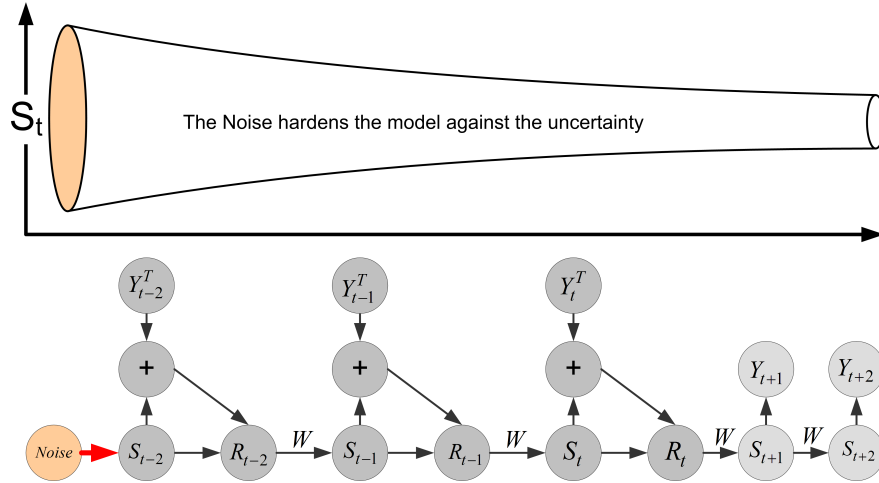 S_t
The Noise hardens the model against the uncertainty
Y^T_{t-2} Y^T_{t-1} Y^T_t
+ + + Y_{t+1} Y_{t+2}
Noise S_{t-2} R_{t-2} W S_{t-1} R_{t-1} W S_t R_t W S_{t+1} W S_{t+2}